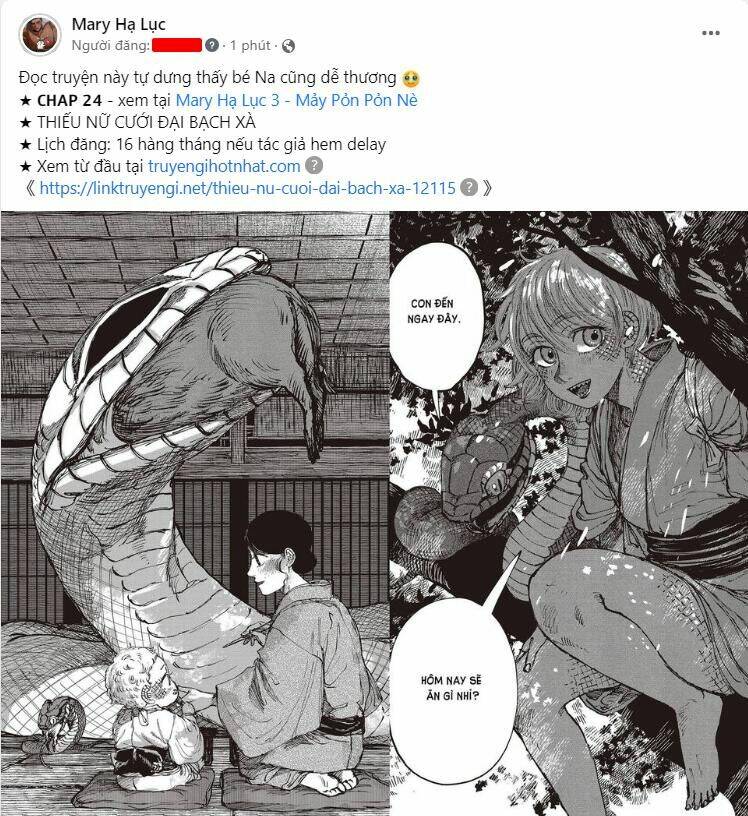 Mary Hạ Lục
Người đăng: · 1 phút ·
Đọc truyện này tự dưng thấy bé Na cũng dễ thương 🥹
★ CHAP 24 - xem tại Mary Hạ Lục 3 - Mảy Pỏn Pỏn Nè
★ THIẾU NỮ CƯỚI ĐẠI BẠCH XÀ
★ Lịch đăng: 16 hàng tháng nếu tác giả hem delay
★ Xem từ đầu tại truyengihotnhat.com ?
《 https://linktruyengi.net/thieu-nu-cuoi-dai-bach-xa-12115 ? 》
CON ĐẾN
NGAY ĐÂY.
HÔM NAY SẼ
ĂN GÌ NHỈ?